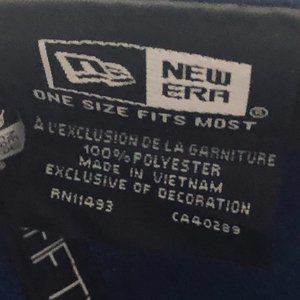 NEW
ERA
®
ONE SIZE FITS MOST
À L'EXCLUSION DE LA GARNITURE
100% POLYESTER
MADE IN VIETNAM
EXCLUSIVE OF DECORATION
RN11493
CA40289